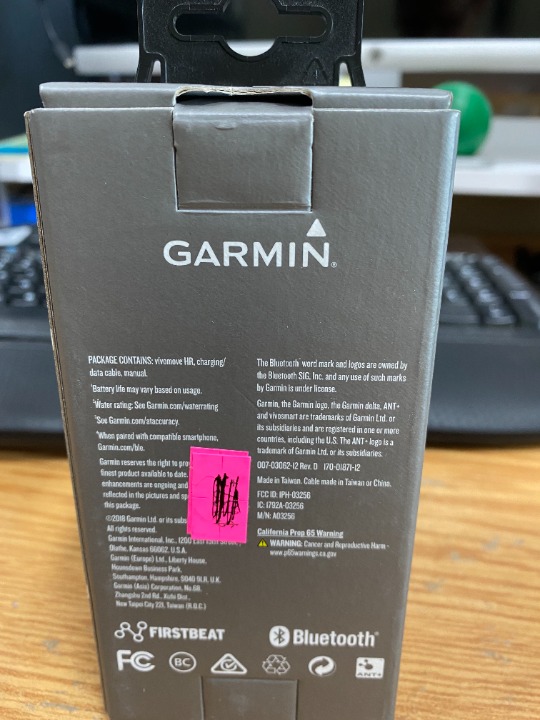 GARMIN.
PACKAGE CONTAINS: vívomove HR, charging/
data cable, manual.
Battery life may vary based on usage.
Water rating: See Garmin.com/waterrating
See Garmin.com/ataccuracy.
When paired with compatible smartphone,
Garmin.com/ble.
Garmin reserves the right to
finest product available to date.
enhancements are ongoing and
reflected in the pictures and
this package.
©2018 Garmin Ltd. or its
All rights reserved.
Garmin International, Inc., 1200 East
Olathe, Kansas 66062, U.S.A.
Garmin (Europe) Ltd., Liberty House,
Hounsdown Business Park,
Southampton, Hampshire, SO40 9LR, U.K.
Garmin (Asia) Corporation, No.68,
Zhangshu 2nd Rd., Xizhi Dist.,
New Taipei City 221, Taiwan (R.O.C.)
The Bluetooth® word mark and logos are owned by
the Bluetooth SIG, Inc. and any use of such marks
by Garmin is under license.
Garmin, the Garmin logo, the Garmin delta, ANT+
and vívosmart are trademarks of Garmin Ltd. or
its subsidiaries and are registered in one or more
countries, including the U.S. The ANT+ logo is a
trademark of Garmin Ltd. or its subsidiaries.
007-03062-12 Rev. D 170-01871-12
Made in Taiwan. Cable made in Taiwan or China.
FCC ID: IPH-03256
IC: 1792A-03256
M/N: A03256
California Prop 65 Warning
WARNING: Cancer and Reproductive Harm -
www.p65warnings.ca.gov
FIRSTBEAT
Bluetooth®
FC
BC
ANT+